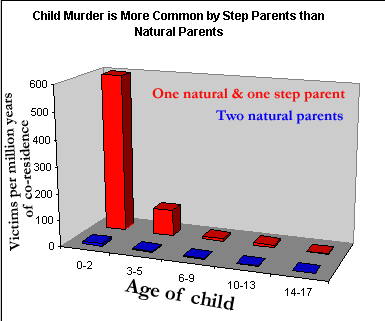 Child Murder is More Common by Step Parents than
Natural Parents
One natural & one step parent
Two natural parents
Victims per million years
of co-residence
600
500
400
300
200
100
0
0-2
3-5
6-9
10-13
14-17
Age of child